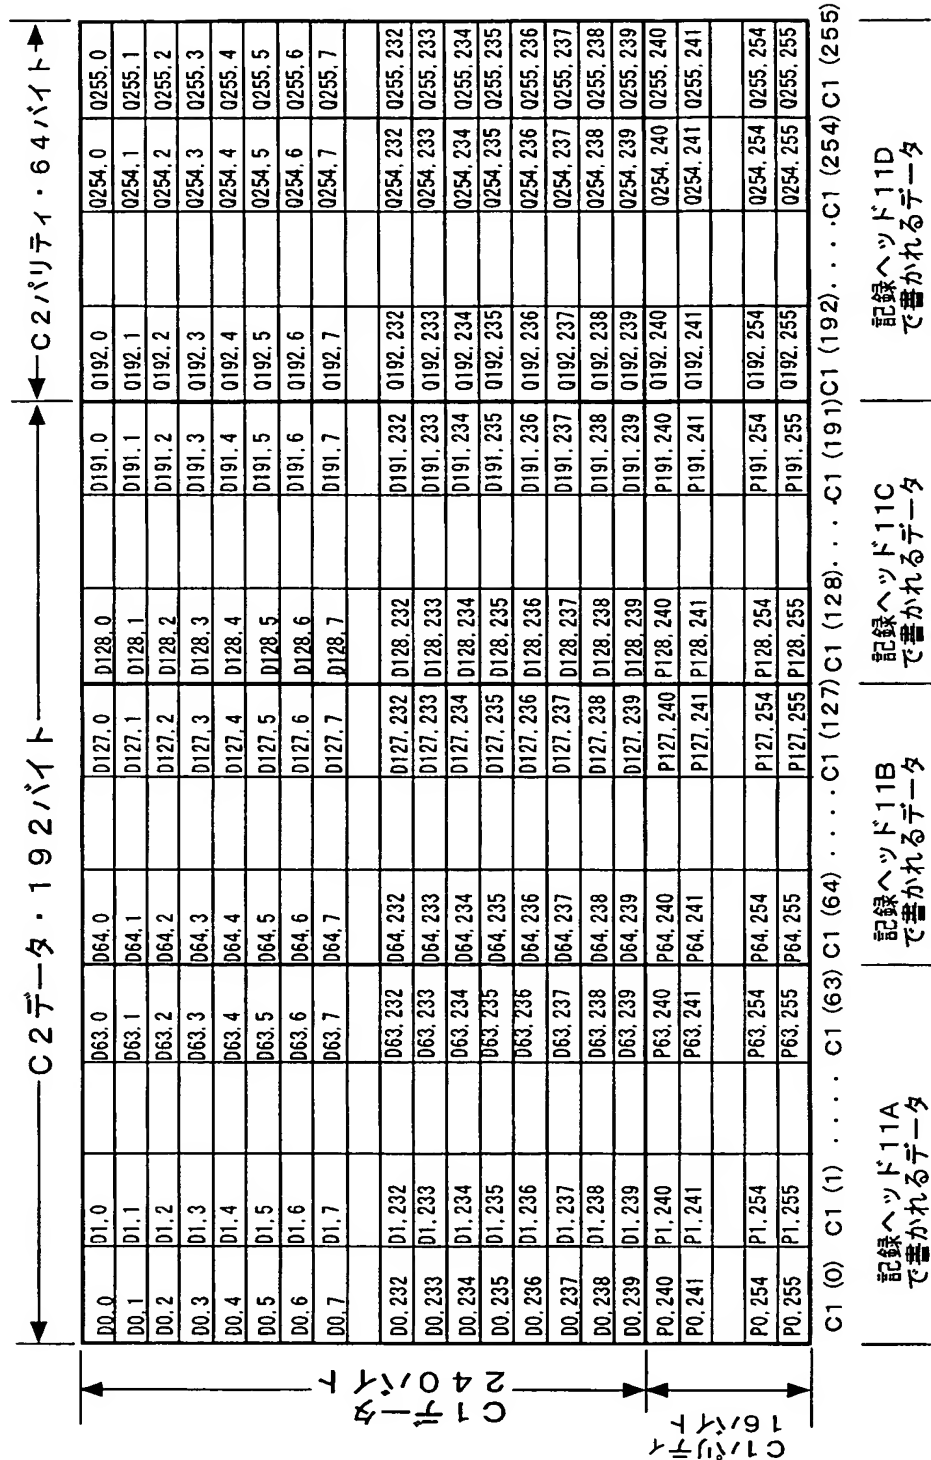 C2データ・192バイト C2パリティ・64バイト
D0,0 D1,0 D63,0 D64,0 D127,0 D128,0 D191,0 Q192,0 Q254,0 Q255,0
D0,1 D1,1 D63,1 D64,1 D127,1 D128,1 D191,1 Q192,1 Q254,1 Q255,1
D0,2 D1,2 D63,2 D64,2 D127,2 D128,2 D191,2 Q192,2 Q254,2 Q255,2
D0,3 D1,3 D63,3 D64,3 D127,3 D128,3 D191,3 Q192,3 Q254,3 Q255,3
D0,4 D1,4 D63,4 D64,4 D127,4 D128,4 D191,4 Q192,4 Q254,4 Q255,4
D0,5 D1,5 D63,5 D64,5 D127,5 D128,5 D191,5 Q192,5 Q254,5 Q255,5
D0,6 D1,6 D63,6 D64,6 D127,6 D128,6 D191,6 Q192,6 Q254,6 Q255,6
D0,7 D1,7 D63,7 D64,7 D127,7 D128,7 D191,7 Q192,7 Q254,7 Q255,7
C1データ
240バイト
D0,232 D1,232 D63,232 D64,232 D127,232 D128,232 D191,232 Q192,232 Q254,232 Q255,232
D0,233 D1,233 D63,233 D64,233 D127,233 D128,233 D191,233 Q192,233 Q254,233 Q255,233
D0,234 D1,234 D63,234 D64,234 D127,234 D128,234 D191,234 Q192,234 Q254,234 Q255,234
D0,235 D1,235 D63,235 D64,235 D127,235 D128,235 D191,235 Q192,235 Q254,235 Q255,235
D0,236 D1,236 D63,236 D64,236 D127,236 D128,236 D191,236 Q192,236 Q254,236 Q255,236
D0,237 D1,237 D63,237 D64,237 D127,237 D128,237 D191,237 Q192,237 Q254,237 Q255,237
D0,238 D1,238 D63,238 D64,238 D127,238 D128,238 D191,238 Q192,238 Q254,238 Q255,238
D0,239 D1,239 D63,239 D64,239 D127,239 D128,239 D191,239 Q192,239 Q254,239 Q255,239
C1パリティ
16バイト
P0,240 P1,240 P63,240 P64,240 P127,240 P128,240 P191,240 Q192,240 Q254,240 Q255,240
P0,241 P1,241 P63,241 P64,241 P127,241 P128,241 P191,241 Q192,241 Q254,241 Q255,241
P0,254 P1,254 P63,254 P64,254 P127,254 P128,254 P191,254 Q192,254 Q254,254 Q255,254
P0,255 P1,255 P63,255 P64,255 P127,255 P128,255 P191,255 Q192,255 Q254,255 Q255,255
C1 (0) C1 (1) .... C1 (63) C1 (64) .... C1 (127) C1 (128) .... C1 (191) C1 (192) .... C1 (254) C1 (255)
記録ヘッド11A
で書かれるデータ
記録ヘッド11B
で書かれるデータ
記録ヘッド11C
で書かれるデータ
記録ヘッド11D
で書かれるデータ